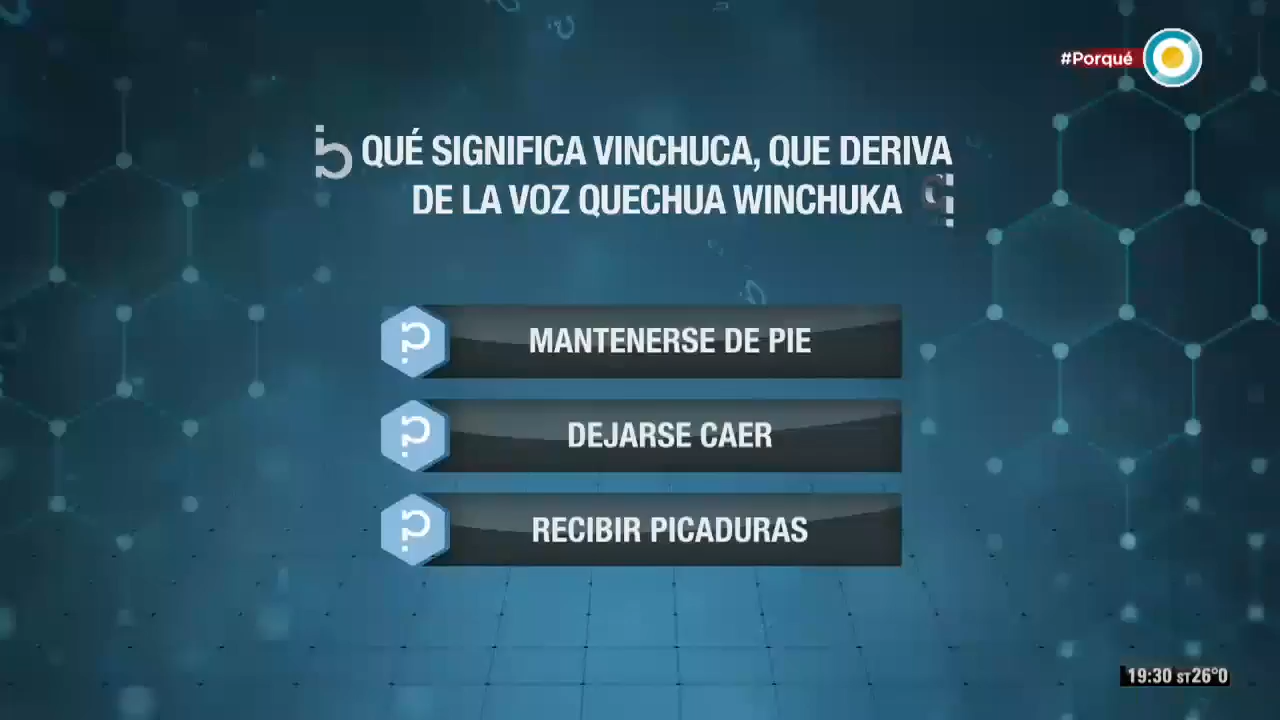 #Porqué
¿QUÉ SIGNIFICA VINCHUCA, QUE DERIVA
DE LA VOZ QUECHUA WINCHUKA?
MANTENERSE DE PIE
DEJARSE CAER
RECIBIR PICADURAS
19:30 ST26°0